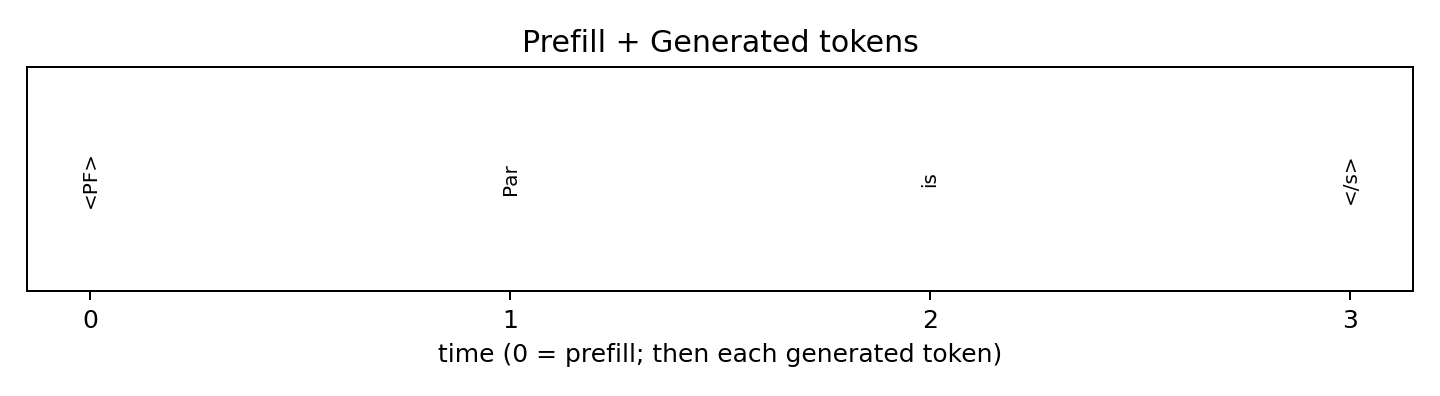 Prefill + Generated tokens
<PF>
Par
is
</s>
0 1 2 3
time (0 = prefill; then each generated token)